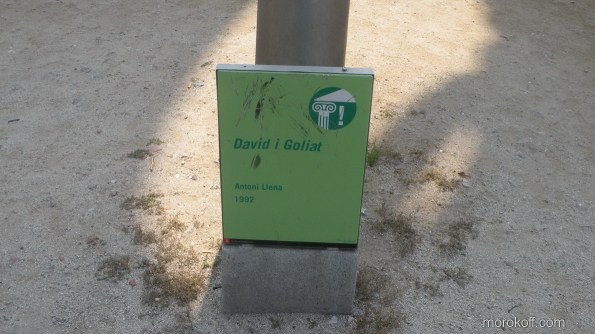 !
David i Goliat
Antoni Llena
1992
morokoff.com